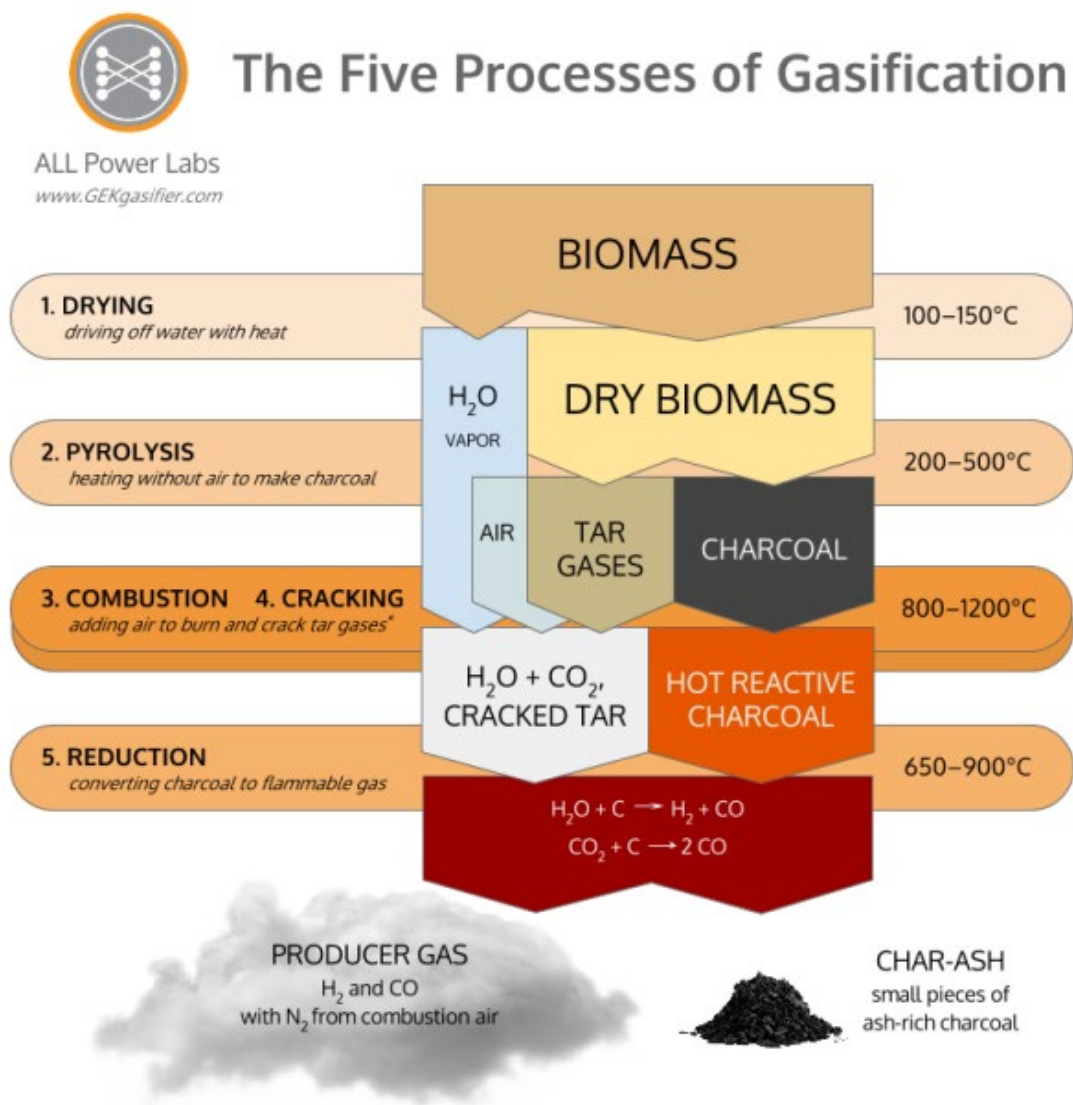 The Five Processes of Gasification
ALL Power Labs
www.GEKgasifier.com
BIOMASS
1. DRYING
driving off water with heat
100–150°C
H₂O
VAPOR
DRY BIOMASS
2. PYROLYSIS
heating without air to make charcoal
200–500°C
AIR
TAR
GASES
CHARCOAL
3. COMBUSTION 4. CRACKING
adding air to burn and crack tar gases*
800–1200°C
H₂O + CO₂,
CRACKED TAR
HOT REACTIVE
CHARCOAL
5. REDUCTION
converting charcoal to flammable gas
650–900°C
H₂O + C → H₂ + CO
CO₂ + C → 2 CO
PRODUCER GAS
H₂ and CO
with N₂ from combustion air
CHAR-ASH
small pieces of
ash-rich charcoal